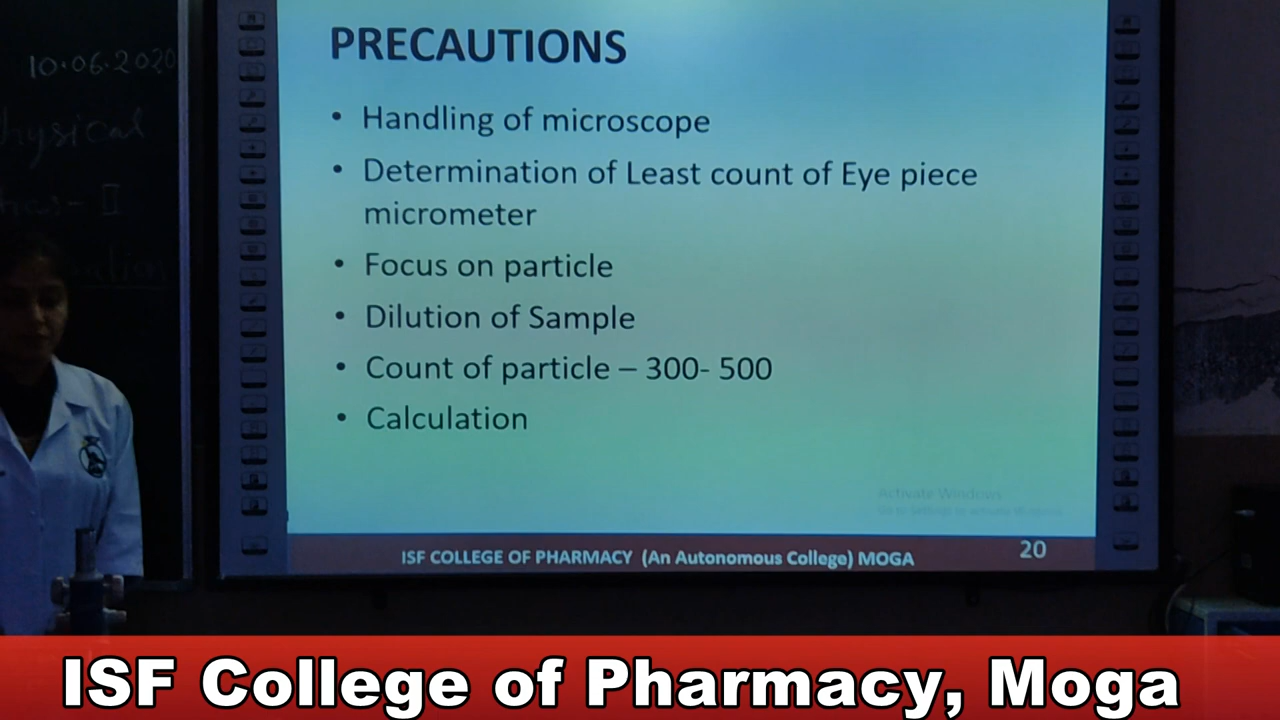 10.06.2020
PRECAUTIONS
• Handling of microscope
• Determination of Least count of Eye piece
micrometer
• Focus on particle
• Dilution of Sample
• Count of particle – 300- 500
• Calculation
Activate Windows
ISF COLLEGE OF PHARMACY (An Autonomous College) MOGA
20
ISF College of Pharmacy, Moga